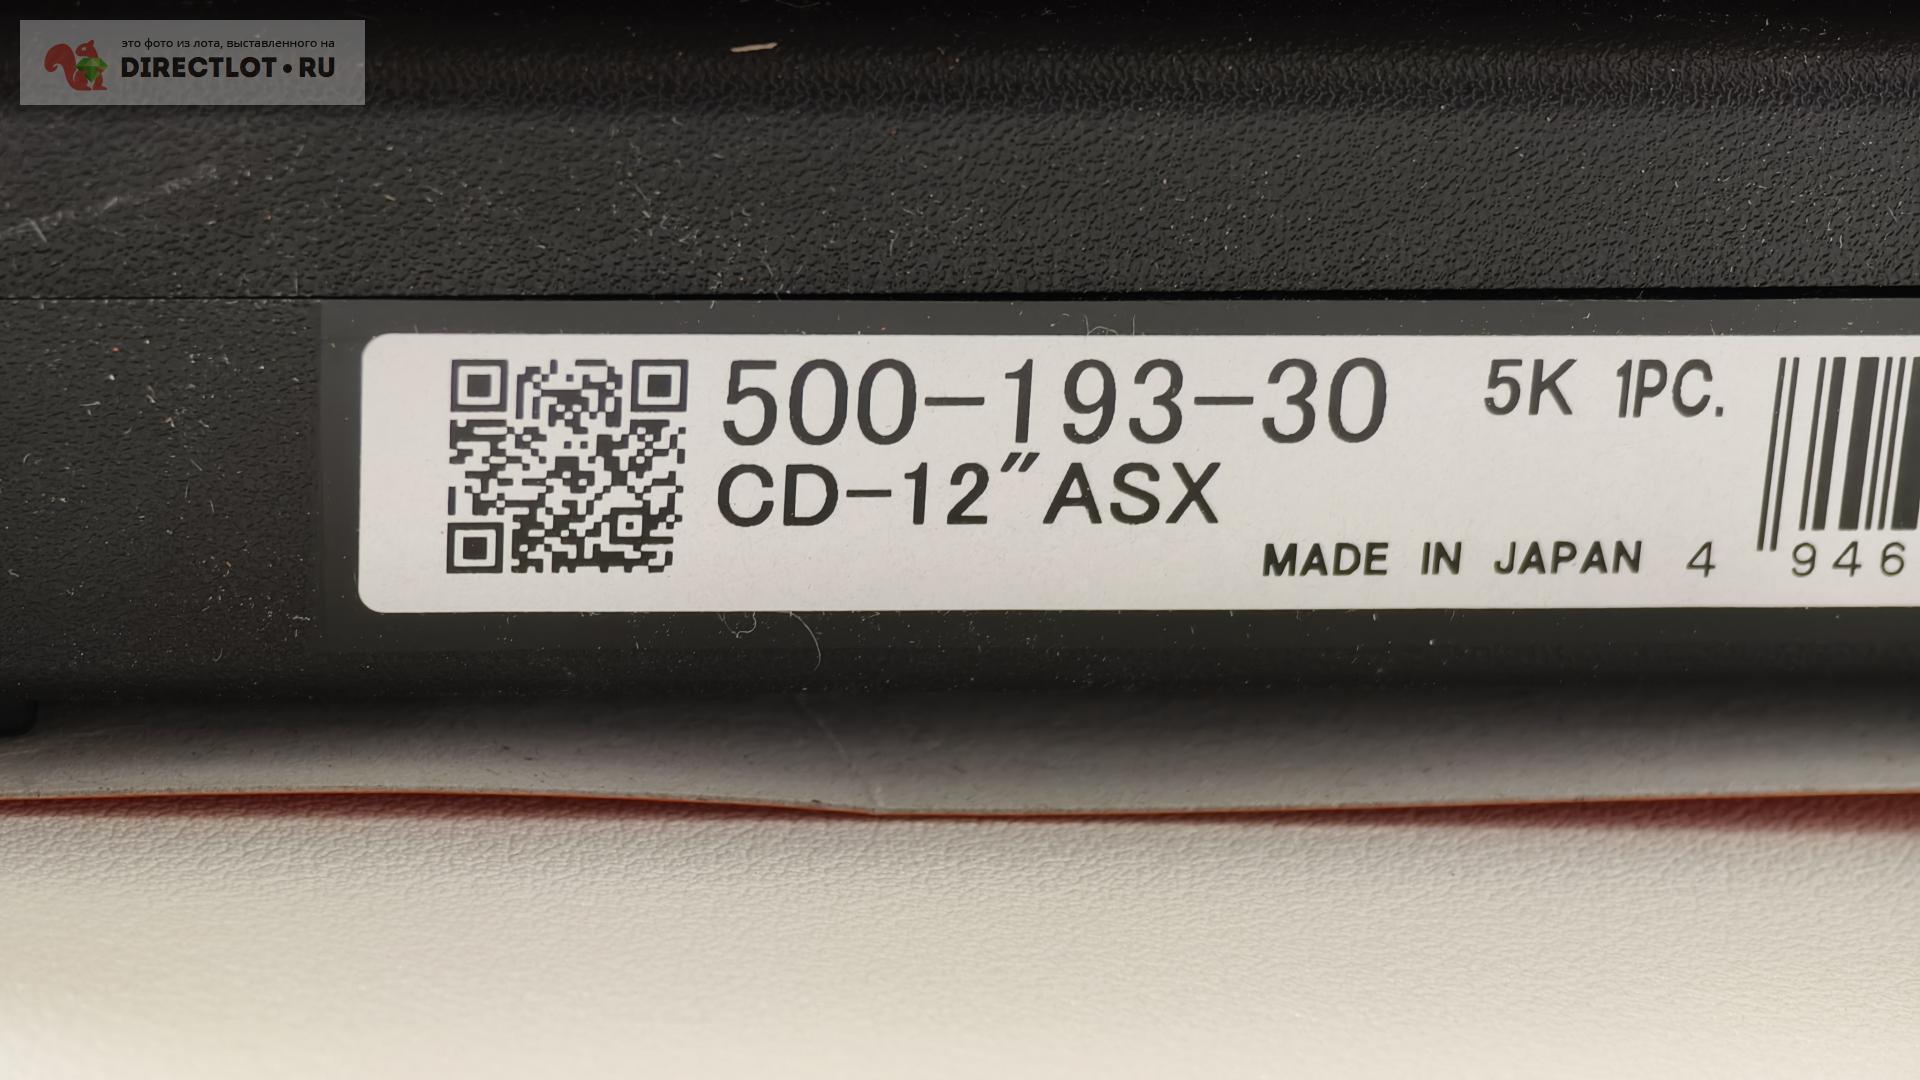 это фото из лота, выставленного на
DIRECTLOT•RU
500-193-30 5K 1PC.
CD-12″ASX
MADE IN JAPAN 4 946